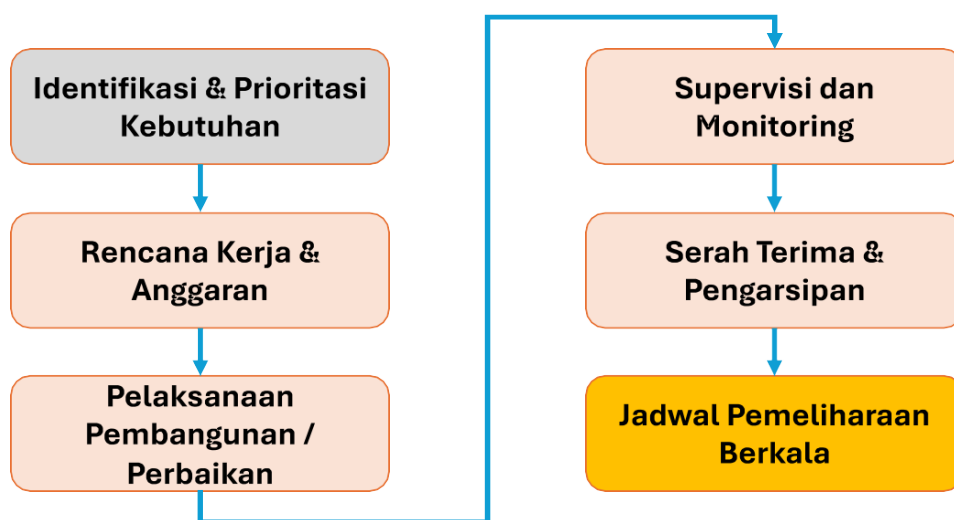 Identifikasi & Prioritasi
Kebutuhan
Rencana Kerja &
Anggaran
Pelaksanaan
Pembangunan /
Perbaikan
Supervisi dan
Monitoring
Serah Terima &
Pengarsipan
Jadwal Pemeliharaan
Berkala